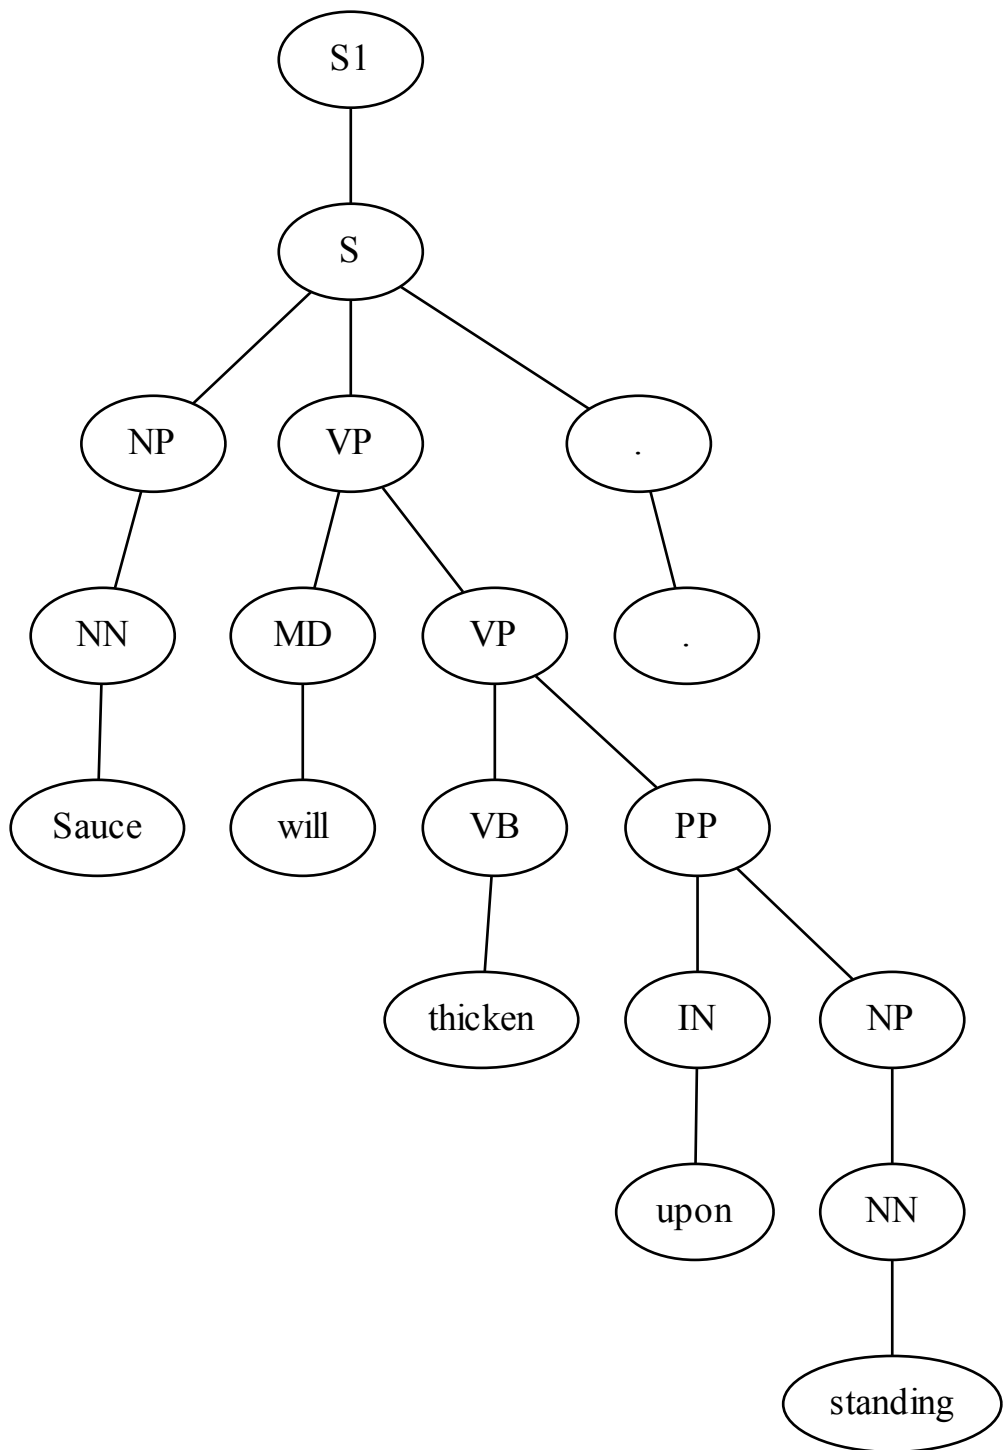 S1
S
NP VP .
NN MD VP .
Sauce will VB PP
thicken IN NP
upon NN
standing